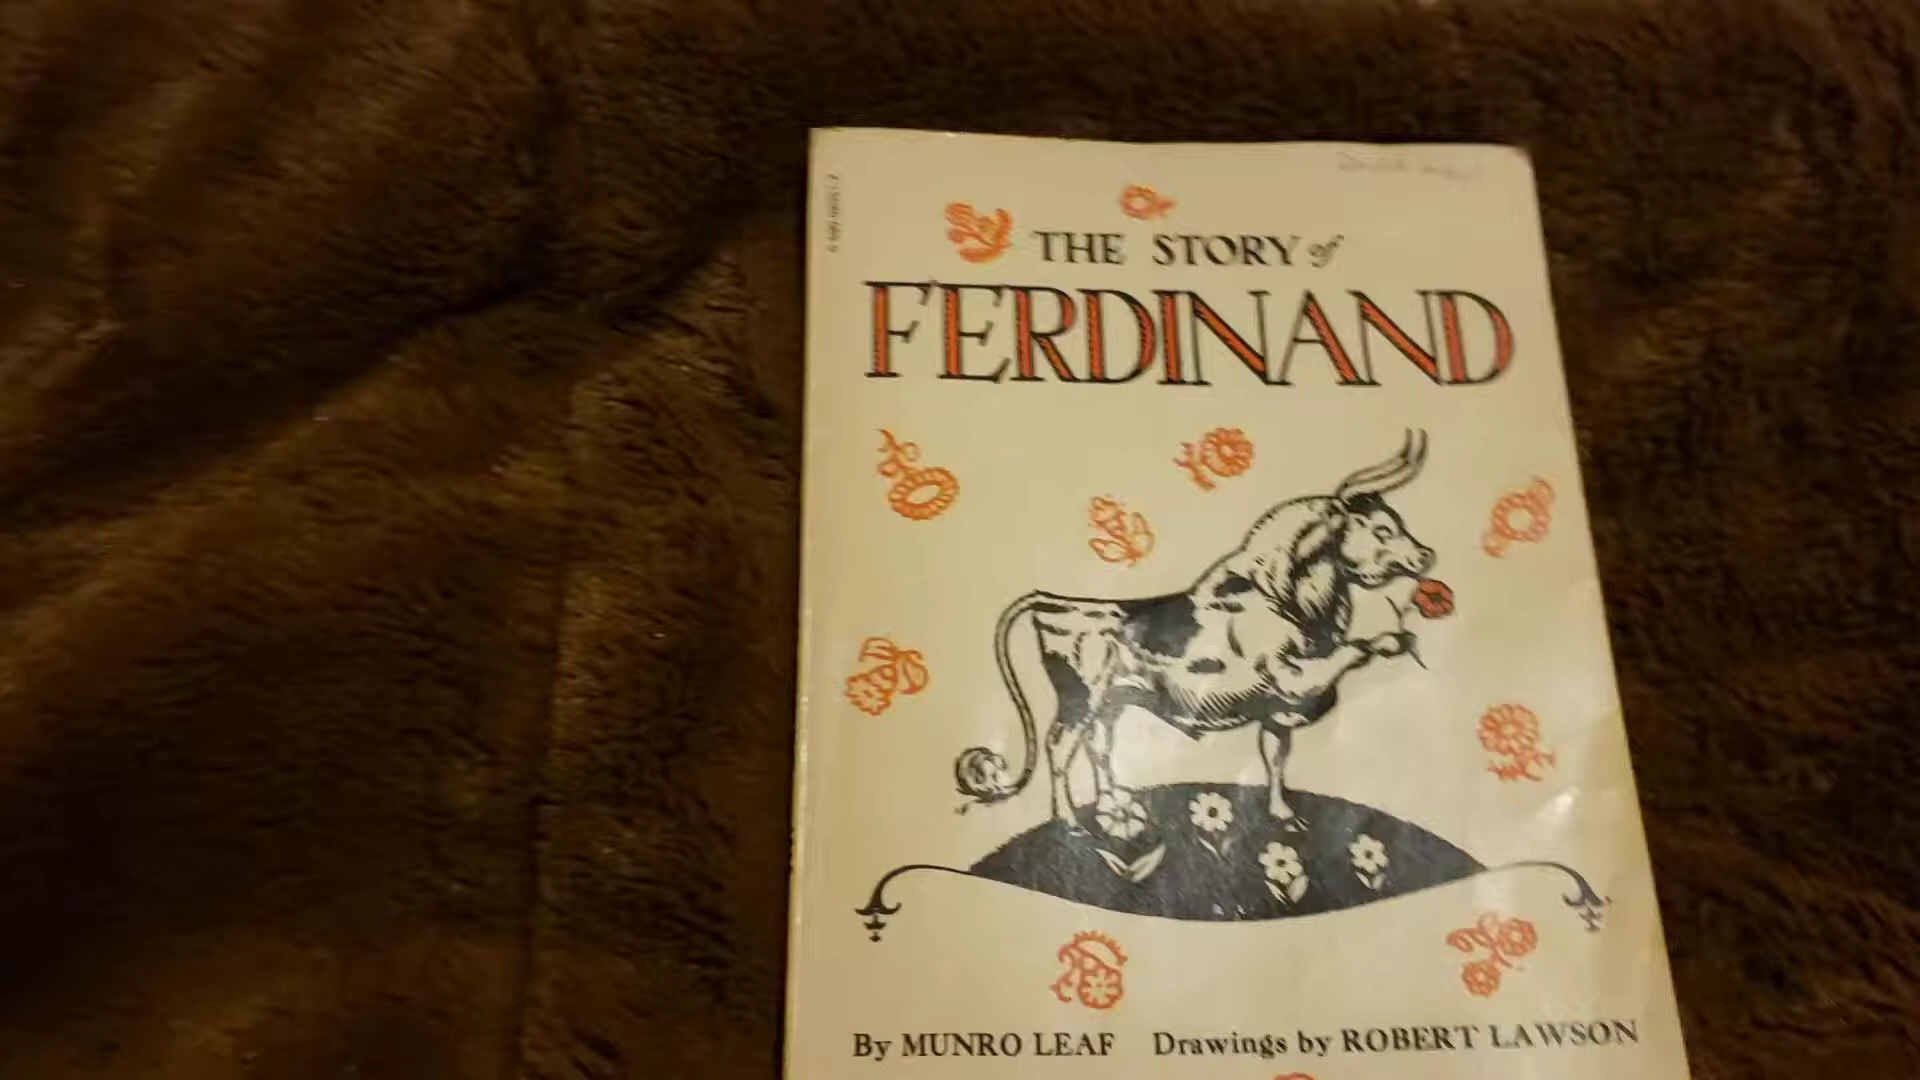 THE STORY of
FERDINAND
By MUNRO LEAF Drawings by ROBERT LAWSON